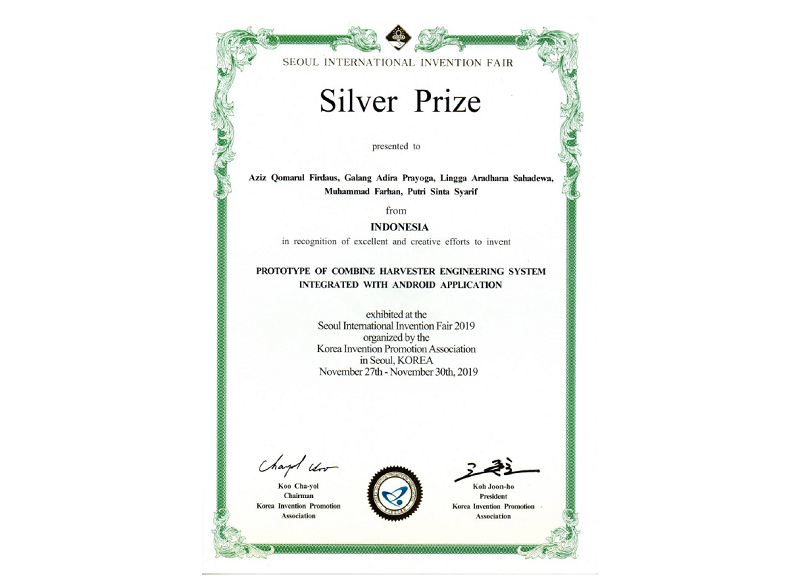 SEOUL INTERNATIONAL INVENTION FAIR
Silver Prize
presented to
Aziz Qomarul Firdaus, Galang Adira Prayoga, Lingga Aradhana Sahadewa,
Muhammad Farhan, Putri Sinta Syarif
from
INDONESIA
in recognition of excellent and creative efforts to invent
PROTOTYPE OF COMBINE HARVESTER ENGINEERING SYSTEM
INTEGRATED WITH ANDROID APPLICATION
exhibited at the
Seoul International Invention Fair 2019
organized by the
Korea Invention Promotion Association
in Seoul, KOREA
November 27th - November 30th, 2019
Koo Cha-yol
Chairman
Korea Invention Promotion
Association
Koh Joon-ho
President
Korea Invention Promotion
Association